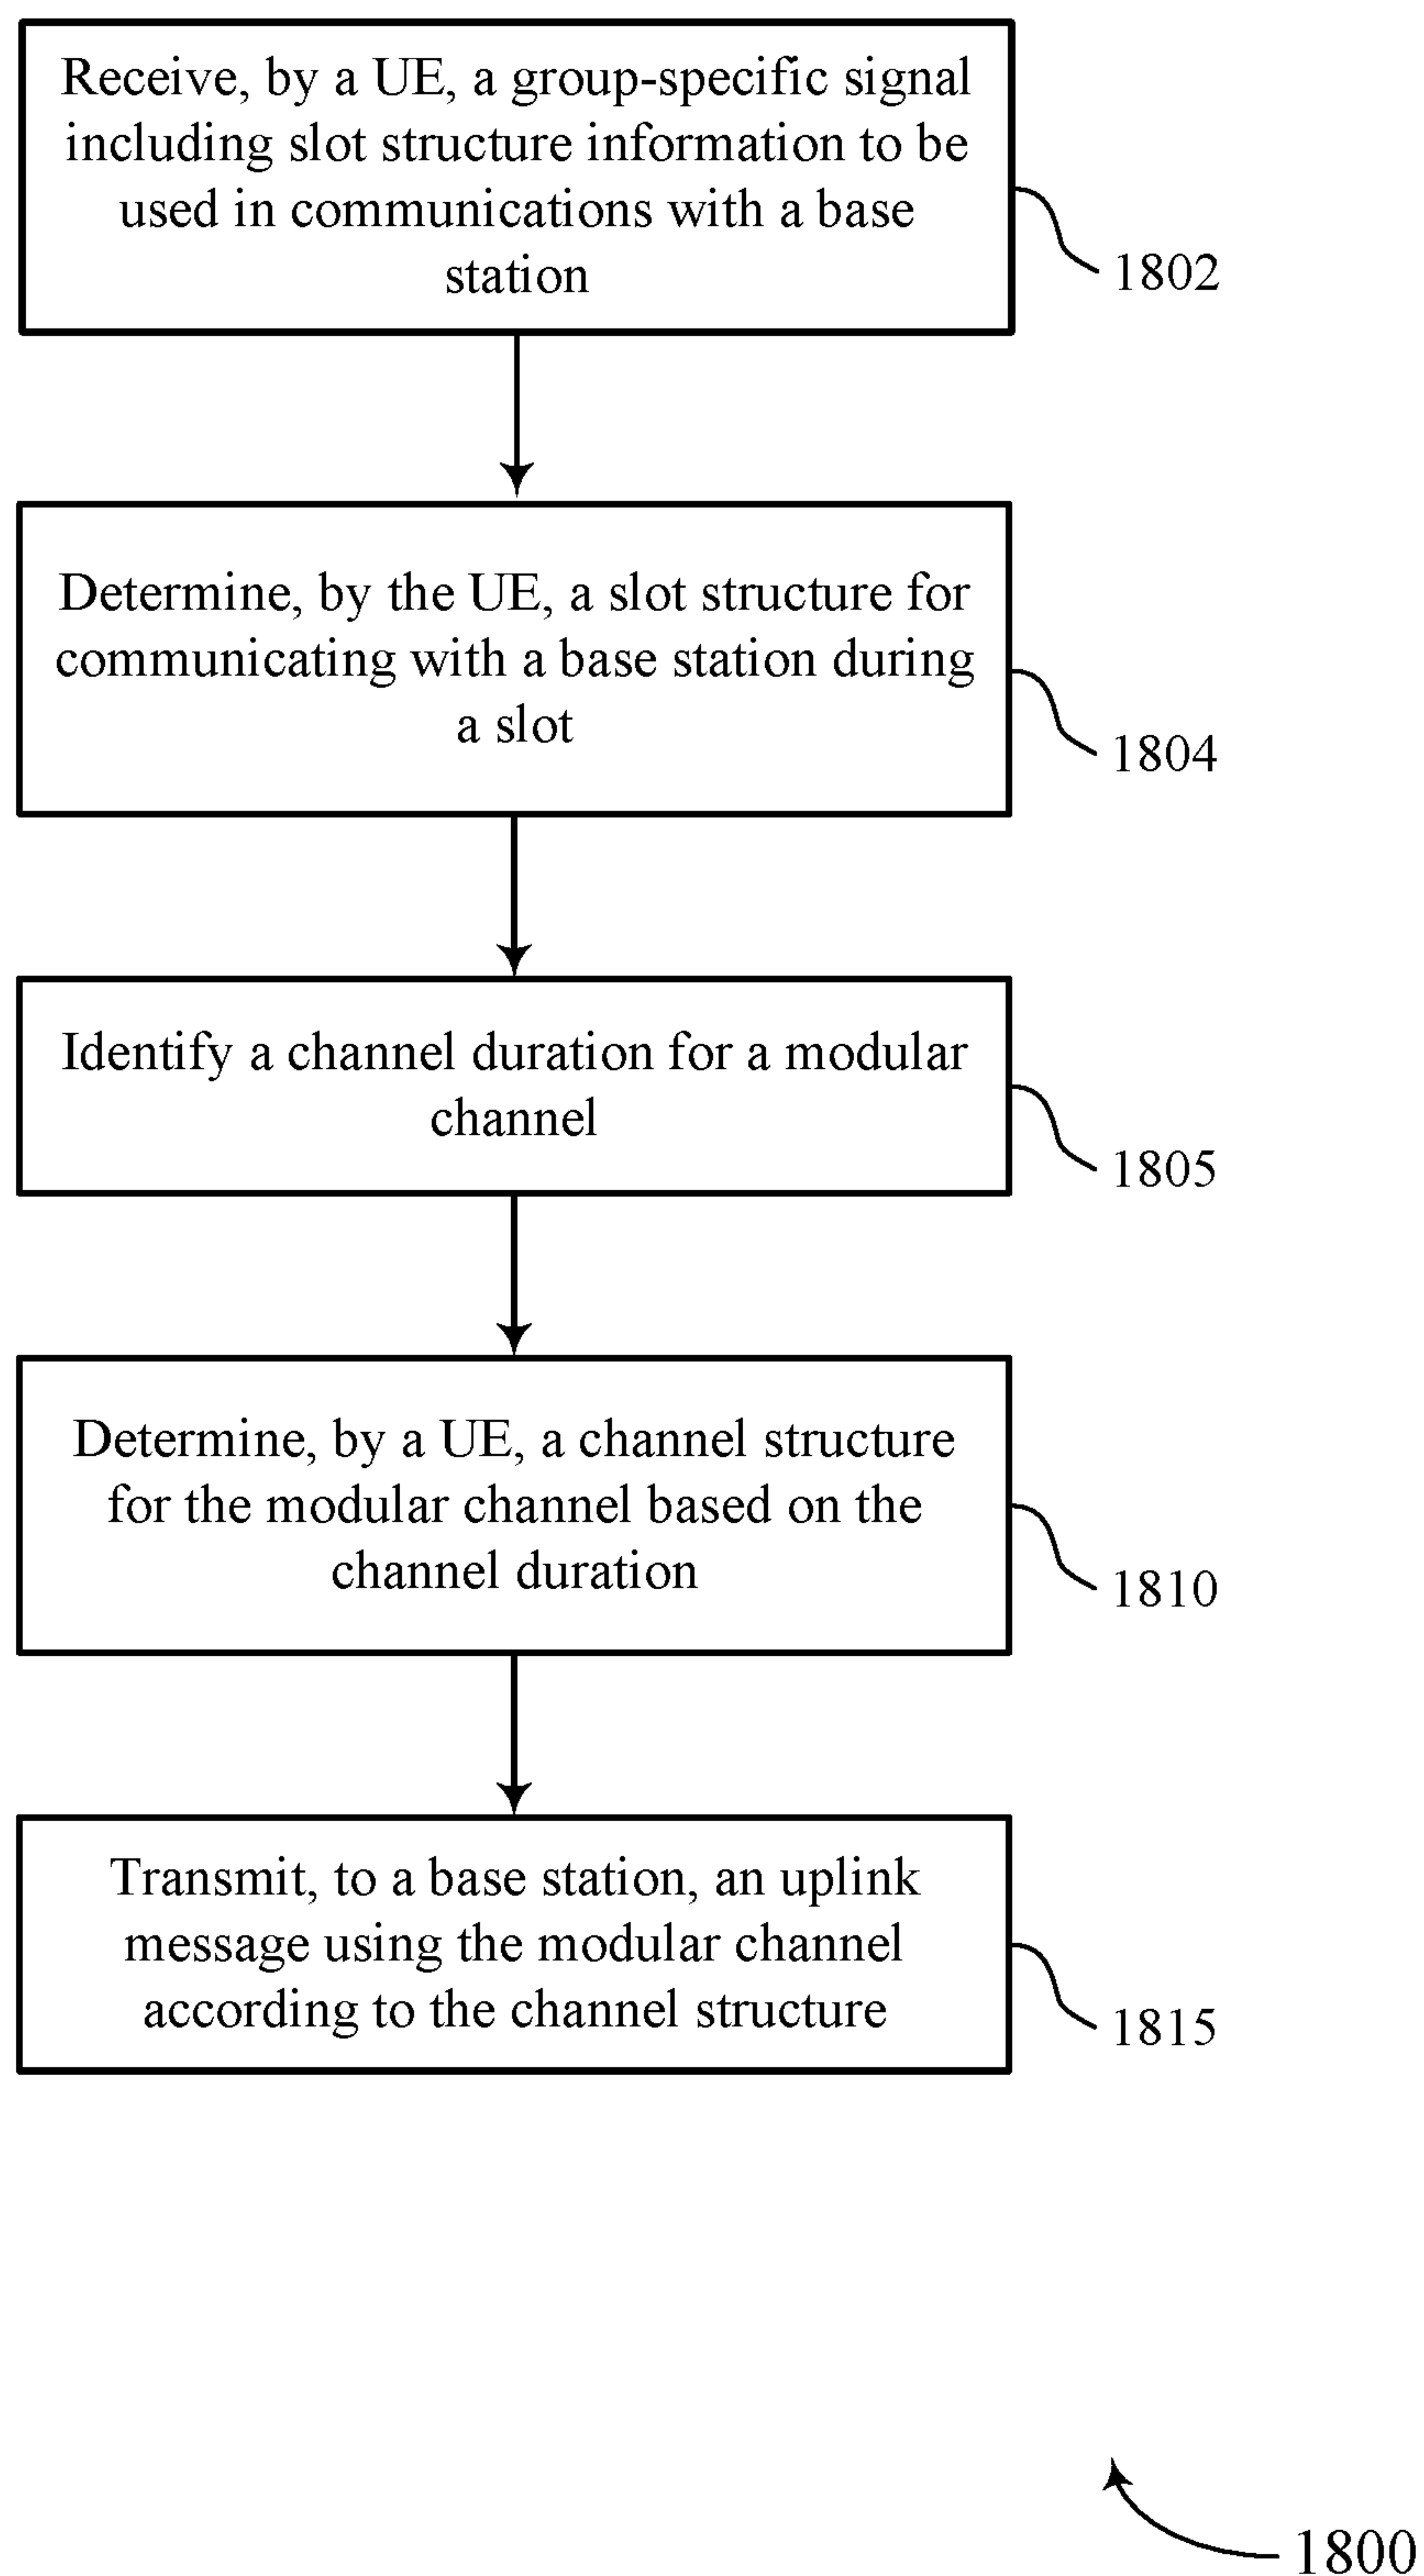 Receive, by a UE, a group-specific signal
including slot structure information to be
used in communications with a base
station
1802
Determine, by the UE, a slot structure for
communicating with a base station during
a slot
1804
Identify a channel duration for a modular
channel
1805
Determine, by a UE, a channel structure
for the modular channel based on the
channel duration
1810
Transmit, to a base station, an uplink
message using the modular channel
according to the channel structure
1815
1800